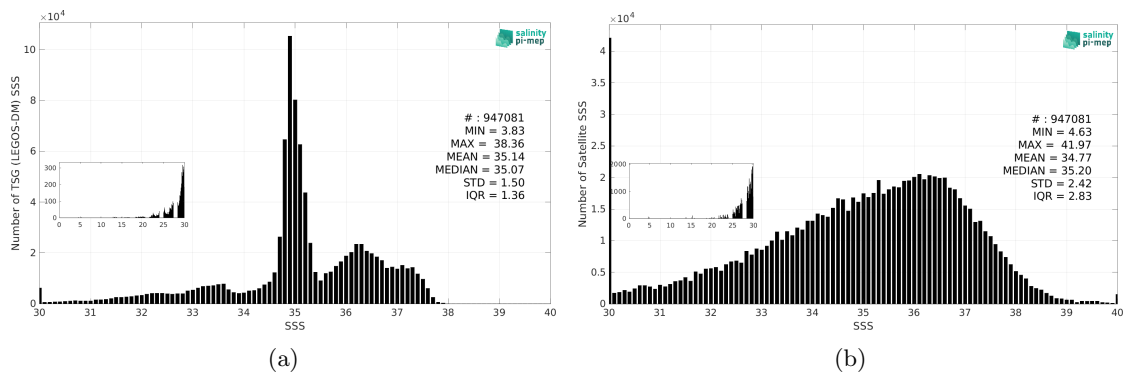 ×10⁴
10
8
6
4
2
0
Number of TSG (LEGOS-DM) SSS
salinity
pi-mep
# : 947081
MIN = 3.83
MAX = 38.36
MEAN = 35.14
MEDIAN = 35.07
STD = 1.50
IQR = 1.36
300
200
100
0
0 5 10 15 20 25 30
30 31 32 33 34 35 36 37 38 39 40
SSS
(a)
×10⁴
4
3.5
3
2.5
2
1.5
1
0.5
0
Number of Satellite SSS
salinity
pi-mep
# : 947081
MIN = 4.63
MAX = 41.97
MEAN = 34.77
MEDIAN = 35.20
STD = 2.42
IQR = 2.83
2000
1000
0
0 5 10 15 20 25 30
30 31 32 33 34 35 36 37 38 39 40
SSS
(b)